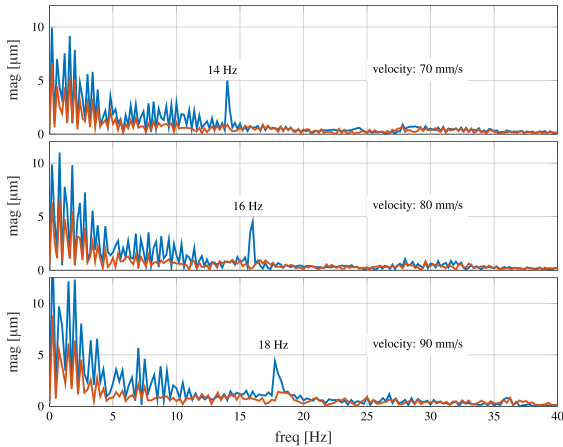 10
5
0
mag [μm]
14 Hz
velocity: 70 mm/s
10
5
0
mag [μm]
16 Hz
velocity: 80 mm/s
10
5
0
mag [μm]
18 Hz
velocity: 90 mm/s
0 5 10 15 20 25 30 35 40
freq [Hz]